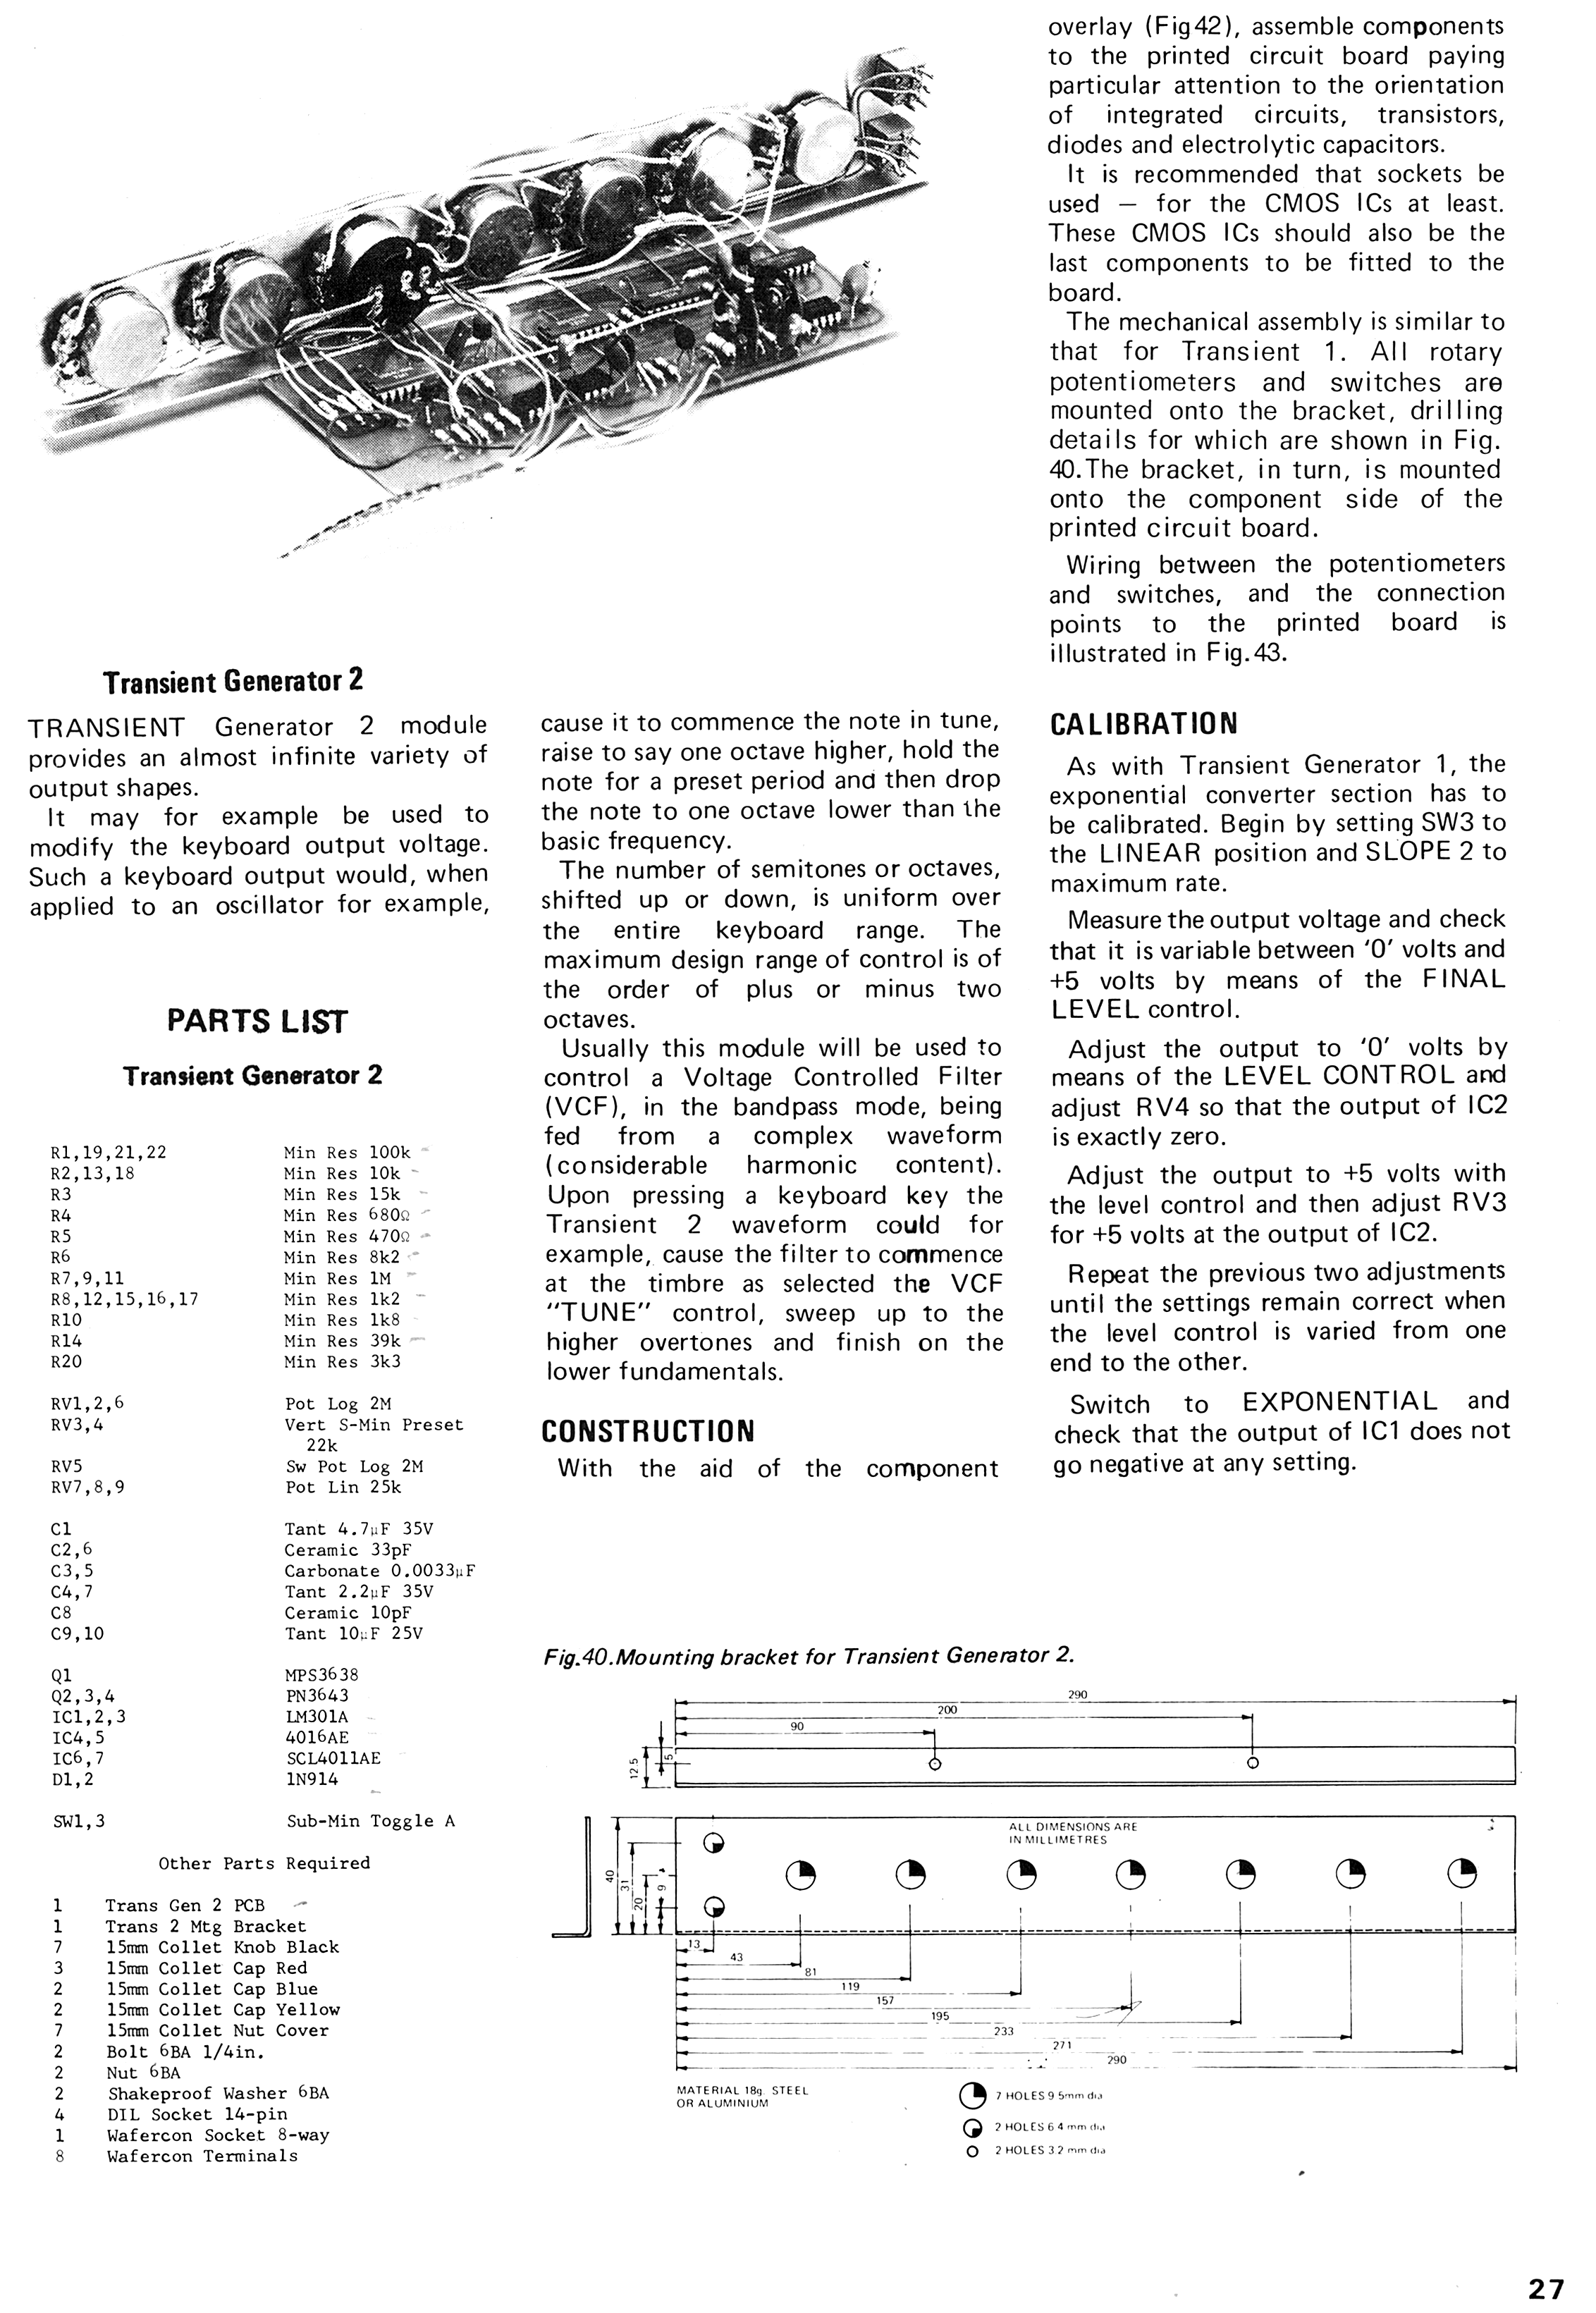 Transient Generator 2
TRANSIENT Generator 2 module
provides an almost infinite variety of
output shapes.
It may for example be used to
modify the keyboard output voltage.
Such a keyboard output would, when
applied to an oscillator for example,
cause it to commence the note in tune,
raise to say one octave higher, hold the
note for a preset period and then drop
the note to one octave lower than the
basic frequency.
The number of semitones or octaves,
shifted up or down, is uniform over
the entire keyboard range. The
maximum design range of control is of
the order of plus or minus two
octaves.
Usually this module will be used to
control a Voltage Controlled Filter
(VCF), in the bandpass mode, being
fed from a complex waveform
(considerable harmonic content).
Upon pressing a keyboard key the
Transient 2 waveform could for
example, cause the filter to commence
at the timbre as selected the VCF
"TUNE" control, sweep up to the
higher overtones and finish on the
lower fundamentals.
CONSTRUCTION
With the aid of the component
overlay (Fig42), assemble components
to the printed circuit board paying
particular attention to the orientation
of integrated circuits, transistors,
diodes and electrolytic capacitors.
It is recommended that sockets be
used — for the CMOS ICs at least.
These CMOS ICs should also be the
last components to be fitted to the
board.
The mechanical assembly is similar to
that for Transient 1. All rotary
potentiometers and switches are
mounted onto the bracket, drilling
details for which are shown in Fig.
40.The bracket, in turn, is mounted
onto the component side of the
printed circuit board.
Wiring between the potentiometers
and switches, and the connection
points to the printed board is
illustrated in Fig.43.
CALIBRATION
As with Transient Generator 1, the
exponential converter section has to
be calibrated. Begin by setting SW3 to
the LINEAR position and SLOPE 2 to
maximum rate.
Measure the output voltage and check
that it is variable between '0' volts and
+5 volts by means of the FINAL
LEVEL control.
Adjust the output to '0' volts by
means of the LEVEL CONTROL and
adjust RV4 so that the output of IC2
is exactly zero.
Adjust the output to +5 volts with
the level control and then adjust RV3
for +5 volts at the output of IC2.
Repeat the previous two adjustments
until the settings remain correct when
the level control is varied from one
end to the other.
Switch to EXPONENTIAL and
check that the output of IC1 does not
go negative at any setting.
PARTS LIST
Transient Generator 2
R1,19,21,22 Min Res 100k
R2,13,18 Min Res 10k
R3 Min Res 15k
R4 Min Res 680Ω
R5 Min Res 470Ω
R6 Min Res 8k2
R7,9,11 Min Res 1M
R8,12,15,16,17 Min Res 1k2
R10 Min Res 1k8
R14 Min Res 39k
R20 Min Res 3k3
RV1,2,6 Pot Log 2M
RV3,4 Vert S-Min Preset
22k
RV5 Sw Pot Log 2M
RV7,8,9 Pot Lin 25k
C1 Tant 4.7µF 35V
C2,6 Ceramic 33pF
C3,5 Carbonate 0.0033µF
C4,7 Tant 2.2µF 35V
C8 Ceramic 10pF
C9,10 Tant 10µF 25V
Q1 MPS3638
Q2,3,4 PN3643
IC1,2,3 LM301A
IC4,5 4016AE
IC6,7 SCL4011AE
D1,2 1N914
SW1,3 Sub-Min Toggle A
Other Parts Required
1 Trans Gen 2 PCB
1 Trans 2 Mtg Bracket
7 15mm Collet Knob Black
3 15mm Collet Cap Red
2 15mm Collet Cap Blue
2 15mm Collet Cap Yellow
7 15mm Collet Nut Cover
2 Bolt 6BA 1/4in.
2 Nut 6BA
2 Shakeproof Washer 6BA
4 DIL Socket 14-pin
1 Wafercon Socket 8-way
8 Wafercon Terminals
Fig.40.Mounting bracket for Transient Generator 2.
290
200
90
12.5
5
ALL DIMENSIONS ARE
IN MILLIMETRES
40
31
20
9
13
43
81
119
157
195
233
271
290
MATERIAL 18g. STEEL
OR ALUMINIUM
7 HOLES 9 5mm dia
2 HOLES 6 4 mm dia
2 HOLES 3 2 mm dia
27